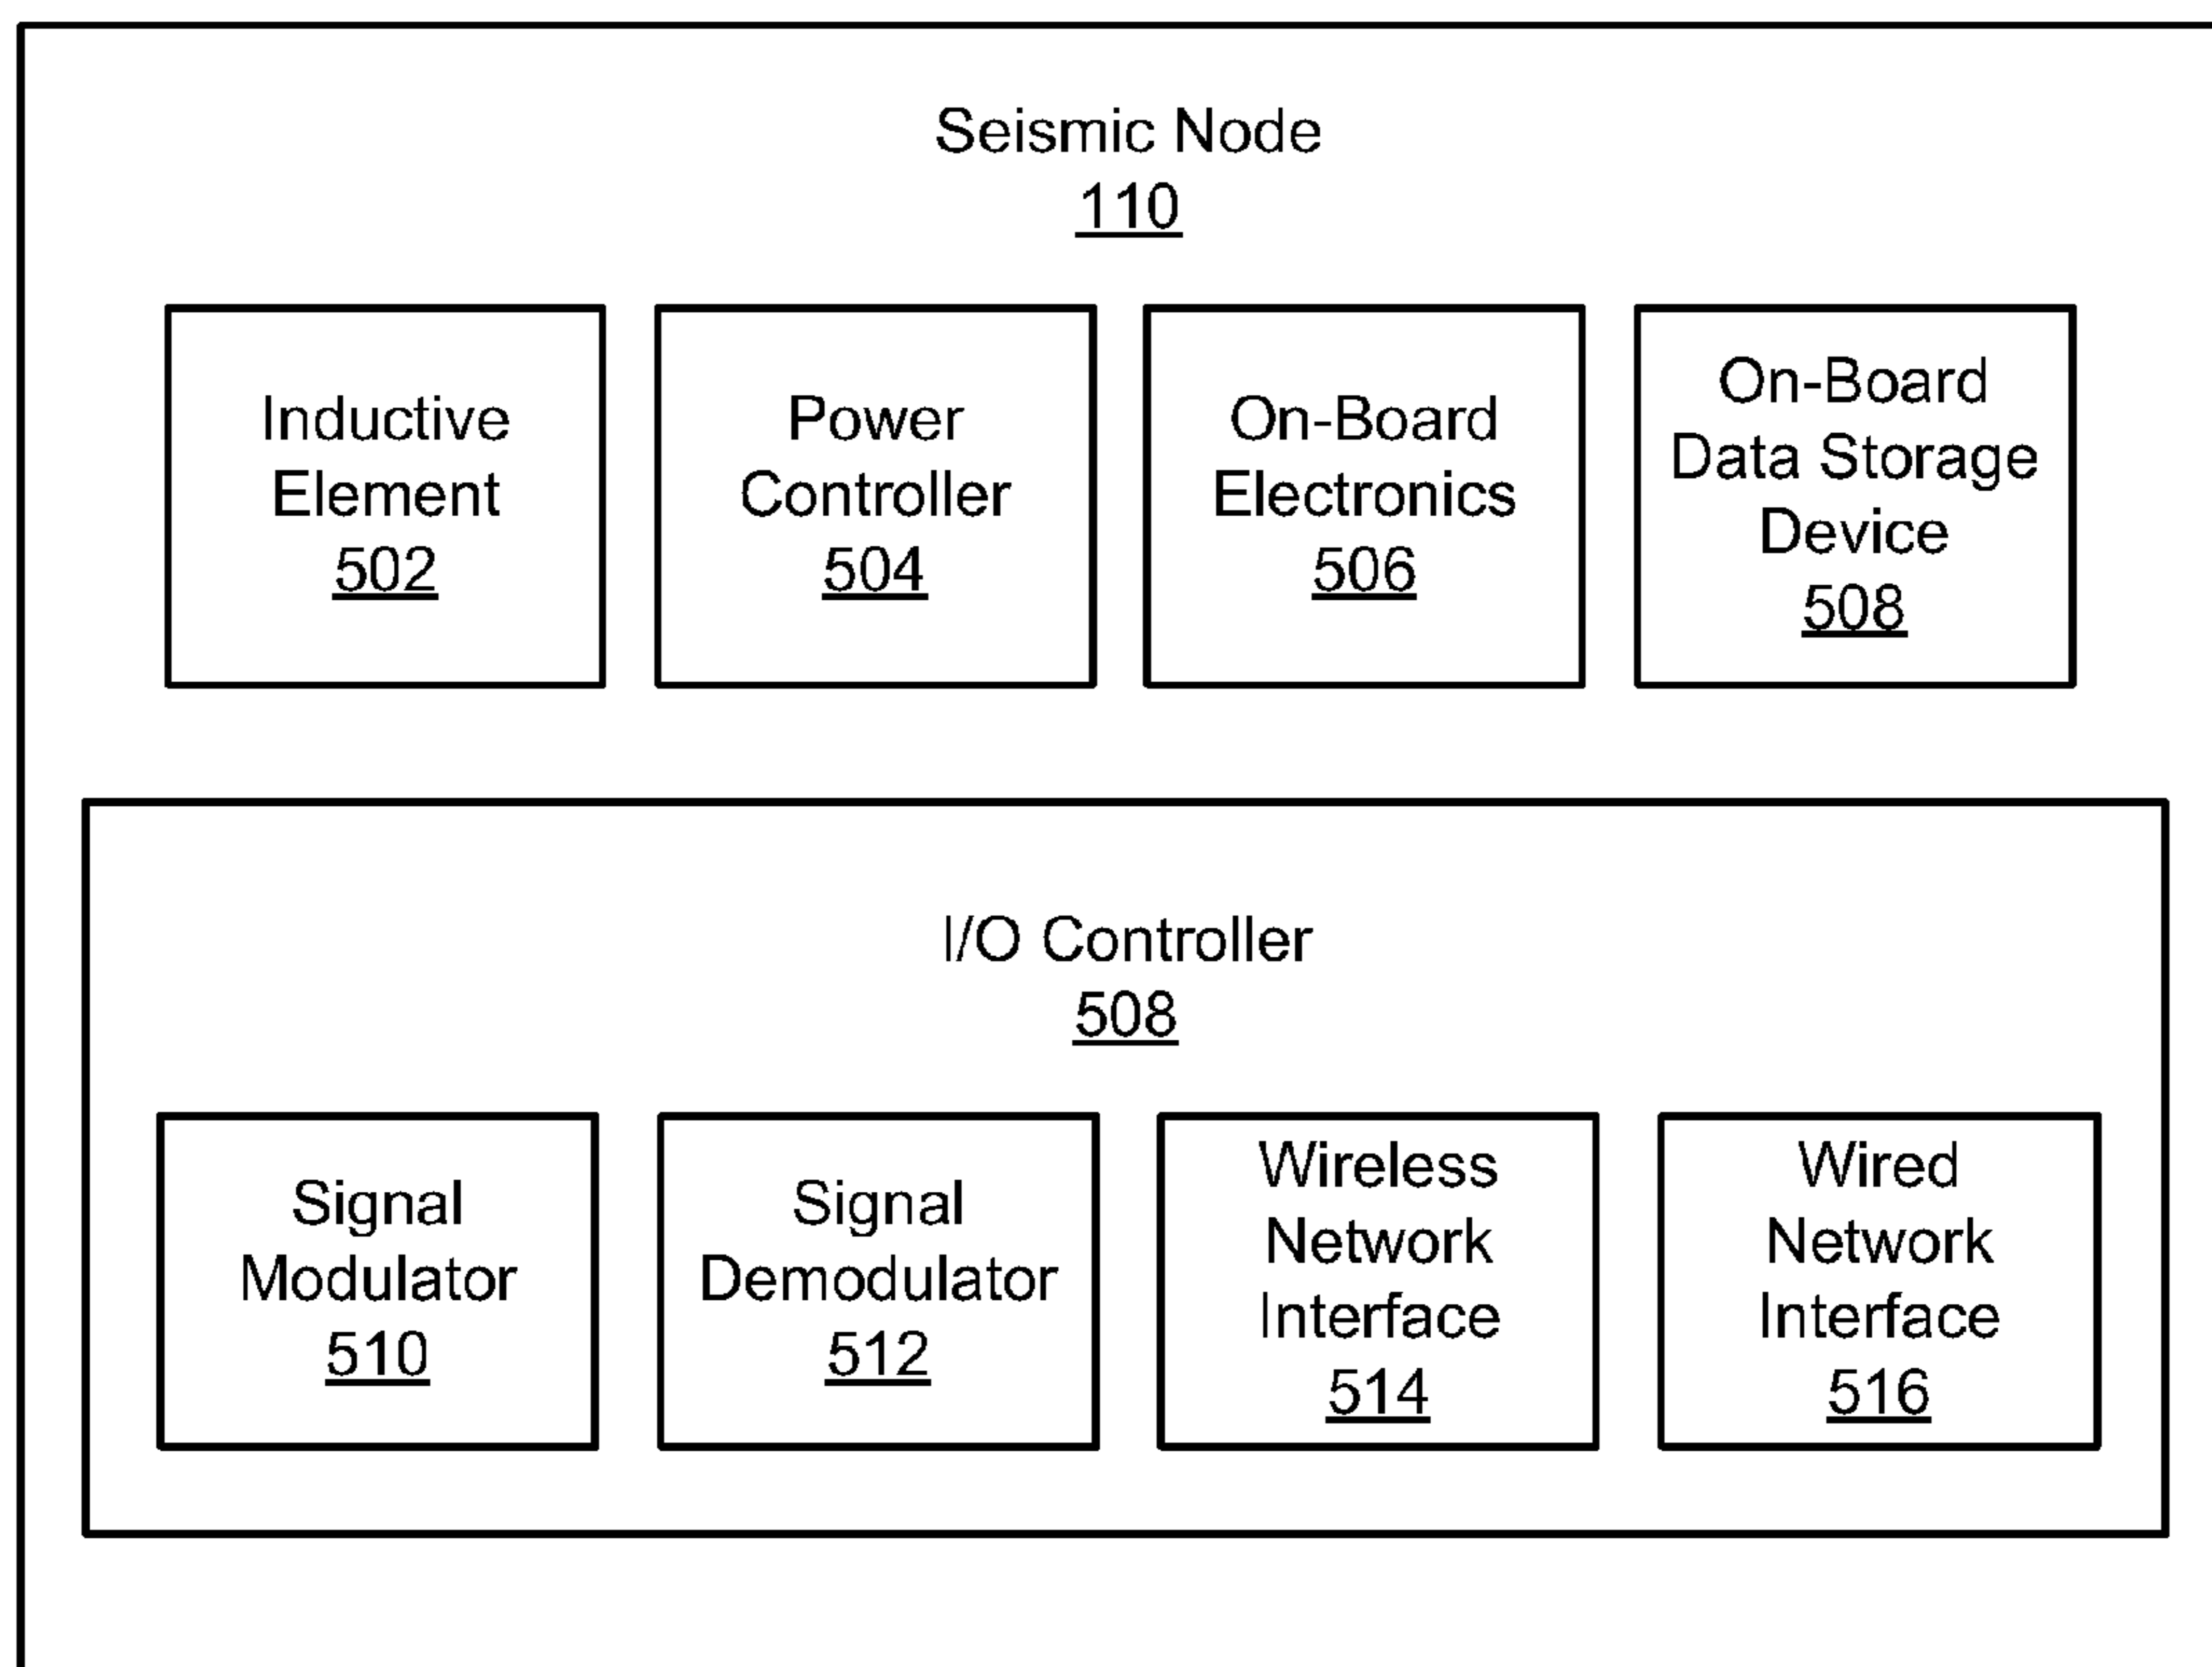 Seismic Node
110
Inductive
Element
502
Power
Controller
504
On-Board
Electronics
506
On-Board
Data Storage
Device
508
I/O Controller
508
Signal
Modulator
510
Signal
Demodulator
512
Wireless
Network
Interface
514
Wired
Network
Interface
516